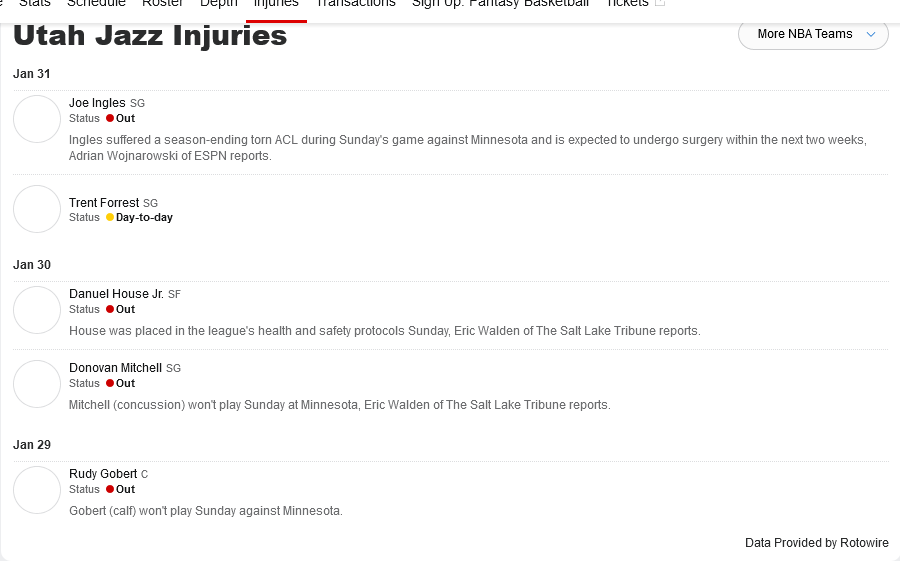 Stats Schedule Roster Depth Injuries Transactions Sign Up: Fantasy Basketball Tickets
Utah Jazz Injuries
More NBA Teams
Jan 31
Joe Ingles SG
Status Out
Ingles suffered a season-ending torn ACL during Sunday's game against Minnesota and is expected to undergo surgery within the next two weeks,
Adrian Wojnarowski of ESPN reports.
Trent Forrest SG
Status Day-to-day
Jan 30
Danuel House Jr. SF
Status Out
House was placed in the league's health and safety protocols Sunday, Eric Walden of The Salt Lake Tribune reports.
Donovan Mitchell SG
Status Out
Mitchell (concussion) won't play Sunday at Minnesota, Eric Walden of The Salt Lake Tribune reports.
Jan 29
Rudy Gobert C
Status Out
Gobert (calf) won't play Sunday against Minnesota.
Data Provided by Rotowire